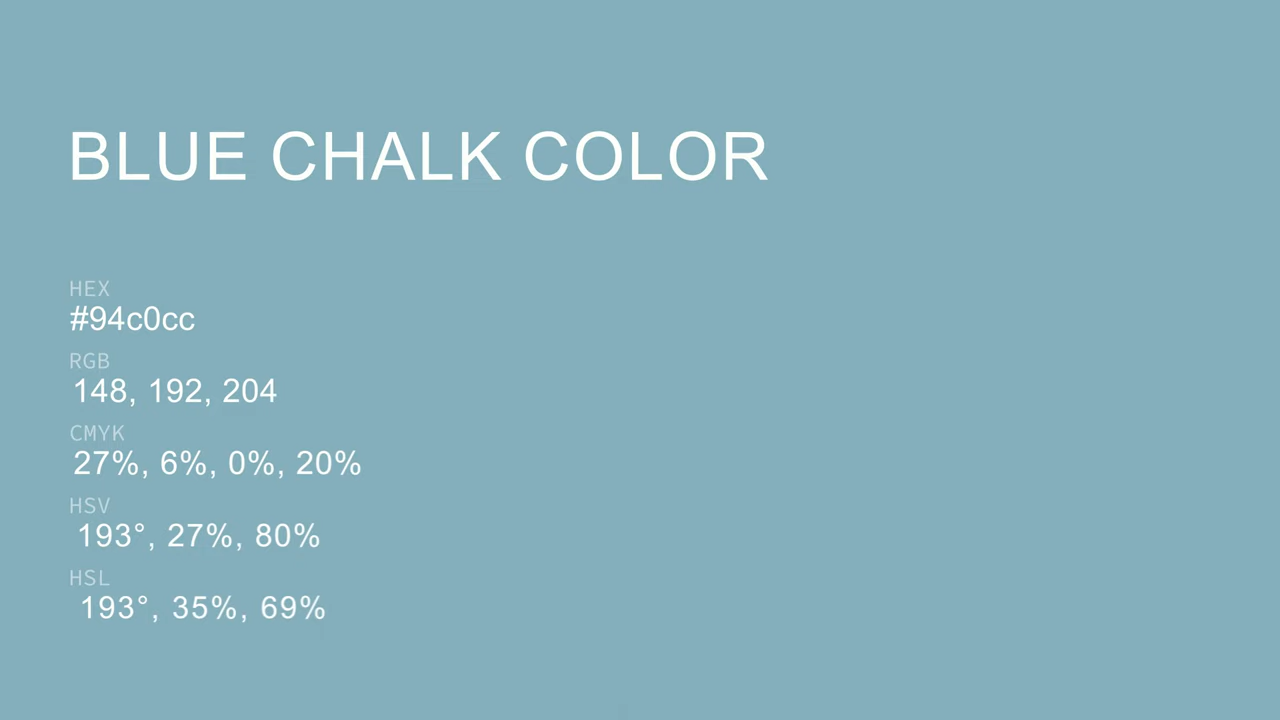 BLUE CHALK COLOR
HEX
#94c0cc
RGB
148, 192, 204
CMYK
27%, 6%, 0%, 20%
HSV
193°, 27%, 80%
HSL
193°, 35%, 69%